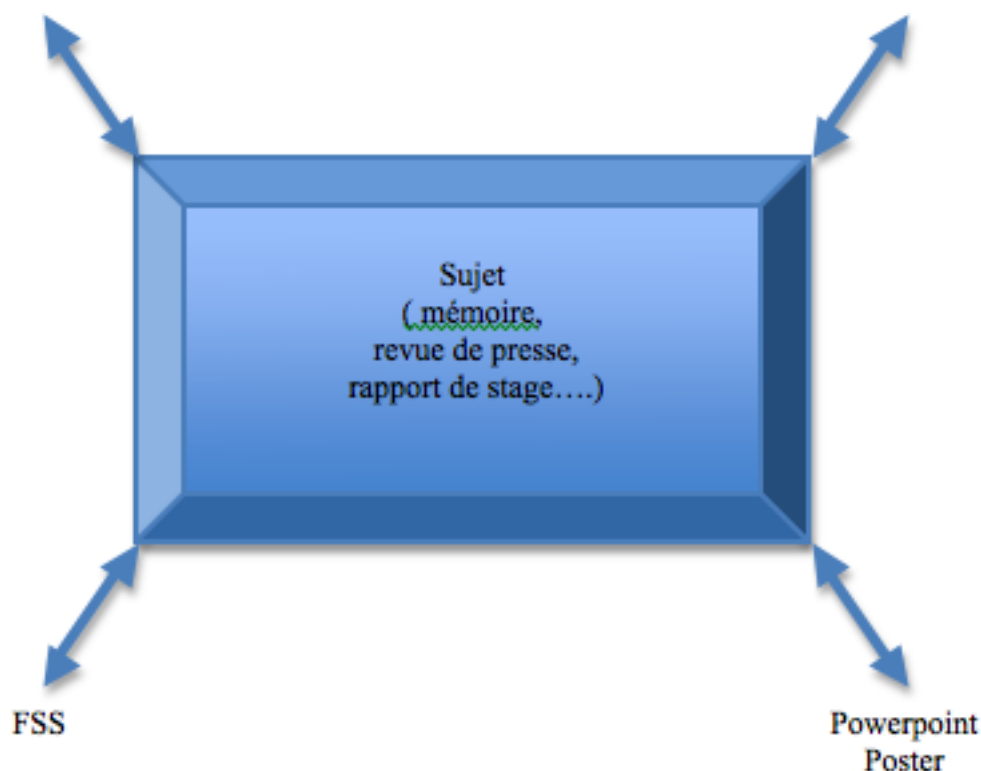 Sujet
( mémoire,
revue de presse,
rapport de stage….)
FSS
Powerpoint
Poster